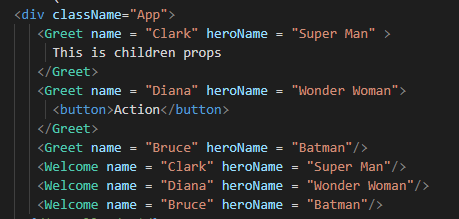 <div className="App">
<Greet name = "Clark" heroName = "Super Man" >
This is children props
</Greet>
<Greet name = "Diana" heroName = "Wonder Woman">
<button>Action</button>
</Greet>
<Greet name = "Bruce" heroName = "Batman"/>
<Welcome name = "Clark" heroName = "Super Man"/>
<Welcome name = "Diana" heroName = "Wonder Woman"/>
<Welcome name = "Bruce" heroName = "Batman"/>